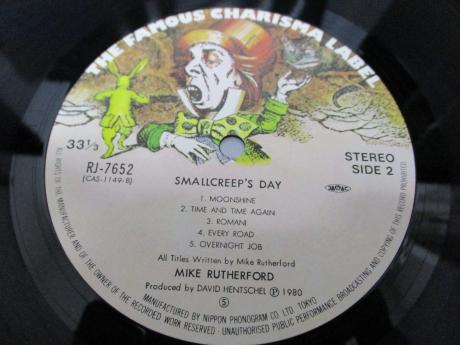 THE FAMOUS CHARISMA LABEL
33⅓
RJ-7652
(CAS-1149-B)
STEREO
SIDE 2
SMALLCREEP'S DAY
1. MOONSHINE
2. TIME AND TIME AGAIN
3. ROMANI
4. EVERY ROAD
5. OVERNIGHT JOB
All Titles Written by Mike Rutherford
MIKE RUTHERFORD
Produced by DAVID HENTSCHEL Ⓟ 1980
Ⓢ
MANUFACTURED BY NIPPON PHONOGRAM CO LTD. TOKYO
ALL RIGHTS OF THE MANUFACTURER AND OF THE OWNER OF THE RECORDED WORK RESERVED · UNAUTHORISED PUBLIC PERFORMANCE, BROADCASTING AND COPYING OF THIS RECORD PROHIBITED